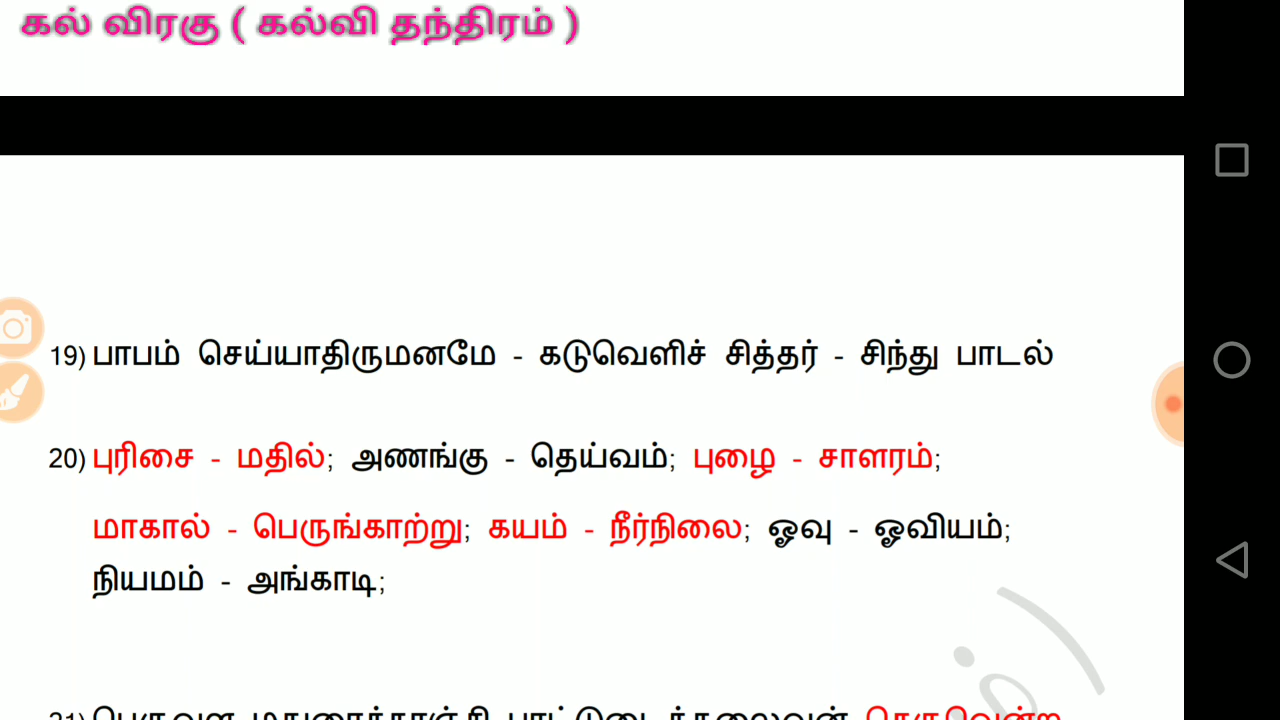 கல் விரகு ( கல்வி தந்திரம் )
19) பாபம் செய்யாதிருமனமே - கடுவெளிச் சித்தர் - சிந்து பாடல்
20) புரிசை - மதில்; அணங்கு - தெய்வம்; புழை - சாளரம்;
மாகால் - பெருங்காற்று; கயம் - நீர்நிலை; ஓவு - ஓவியம்;
நியமம் - அங்காடி;